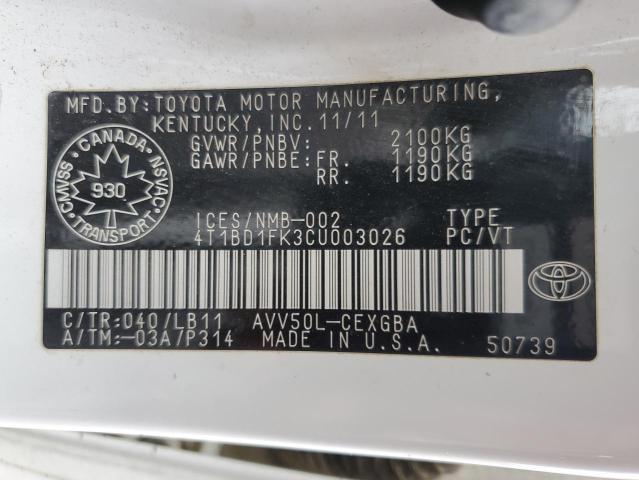 MFD. BY: TOYOTA MOTOR MANUFACTURING,
KENTUCKY, INC. 11/11
GVWR/PNBV: 2100KG
GAWR/PNBE: FR. 1190KG
RR. 1190KG
CANADA
CMVSS 930 NSVAC
TRANSPORT
ICES/NMB-002 TYPE
4T1BD1FK3CU003026 PC/VT
C/TR: 040/LB11 AVV50L-CEXGBA
A/TM: -03A/P314 MADE IN U.S.A. 50739